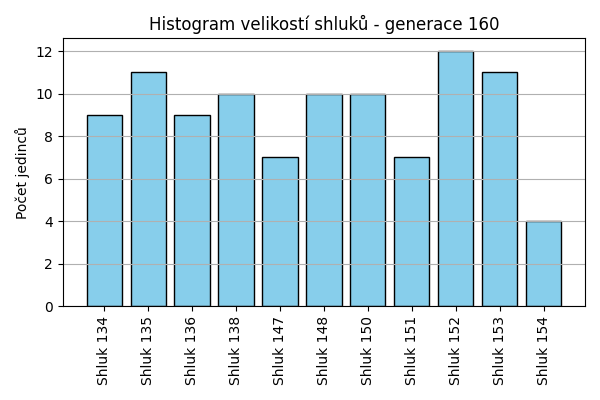 Histogram velikostí shluků - generace 160
Počet jedinců
12
10
8
6
4
2
0
Shluk 134
Shluk 135
Shluk 136
Shluk 138
Shluk 147
Shluk 148
Shluk 150
Shluk 151
Shluk 152
Shluk 153
Shluk 154